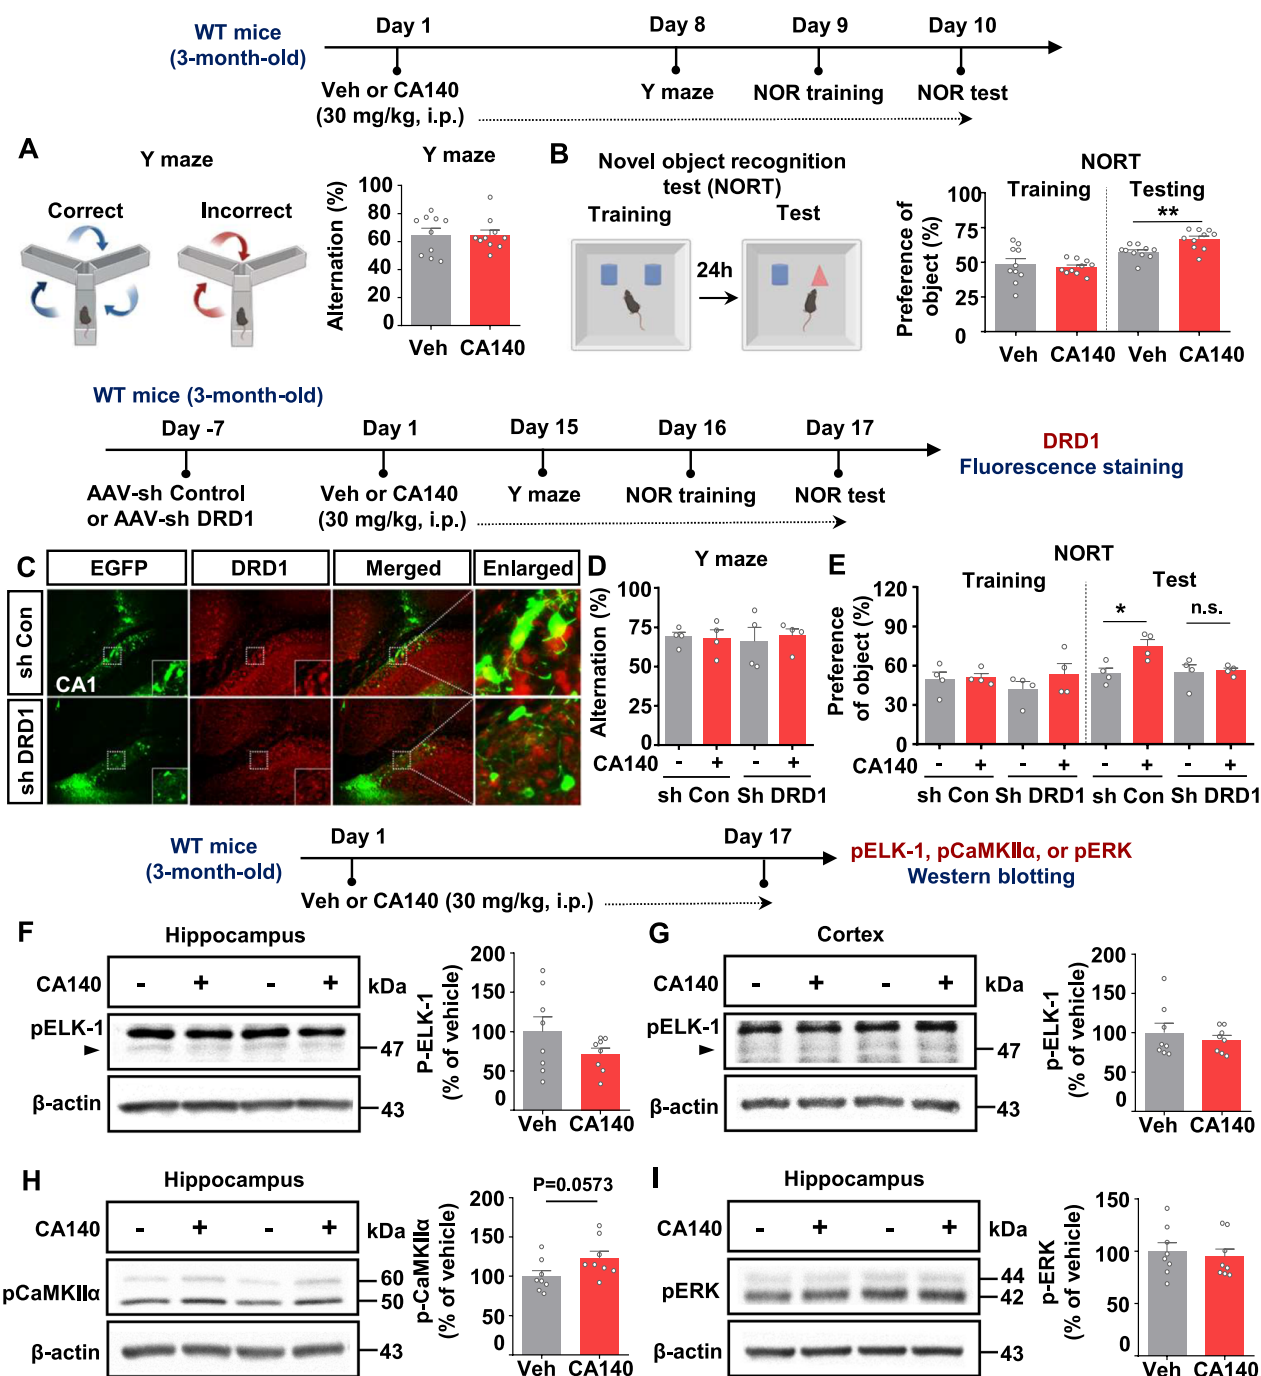 WT mice
(3-month-old)
Day 1
Day 8
Day 9
Day 10
Veh or CA140
(30 mg/kg, i.p.)
Y maze
NOR training
NOR test
A
Y maze
Correct
Incorrect
Y maze
Alternation (%)
100
80
60
40
20
0
Veh CA140
B
Novel object recognition
test (NORT)
Training
Test
24h
NORT
Training
Testing
**
Preference of
object (%)
100
75
50
25
0
Veh CA140 Veh CA140
WT mice (3-month-old)
Day -7
Day 1
Day 15
Day 16
Day 17
AAV-sh Control
or AAV-sh DRD1
Veh or CA140
(30 mg/kg, i.p.)
Y maze
NOR training
NOR test
DRD1
Fluorescence staining
C
EGFP
DRD1
Merged
Enlarged
sh Con
sh DRD1
CA1
D
Y maze
Alternation (%)
100
75
50
25
0
CA140 - + - +
sh Con Sh DRD1
E
NORT
Training
Test
*
n.s.
Preference
of object (%)
120
90
60
30
0
CA140 - + - + - + - +
sh Con Sh DRD1 sh Con Sh DRD1
WT mice
(3-month-old)
Day 1
Day 17
Veh or CA140 (30 mg/kg, i.p.)
pELK-1, pCaMKIIα, or pERK
Western blotting
F
Hippocampus
CA140 - + - + kDa
pELK-1
47
β-actin
43
P-ELK-1
(% of vehicle)
200
150
100
50
0
Veh CA140
G
Cortex
CA140 - + - + kDa
pELK-1
47
β-actin
43
p-ELK-1
(% of vehicle)
200
150
100
50
0
Veh CA140
H
Hippocampus
CA140 - + - + kDa
pCaMKIIα
60
50
β-actin
43
P=0.0573
p-CaMKIIα
(% of vehicle)
200
150
100
50
0
Veh CA140
I
Hippocampus
CA140 - + - + kDa
pERK
44
42
β-actin
43
p-ERK
(% of vehicle)
150
100
50
0
Veh CA140